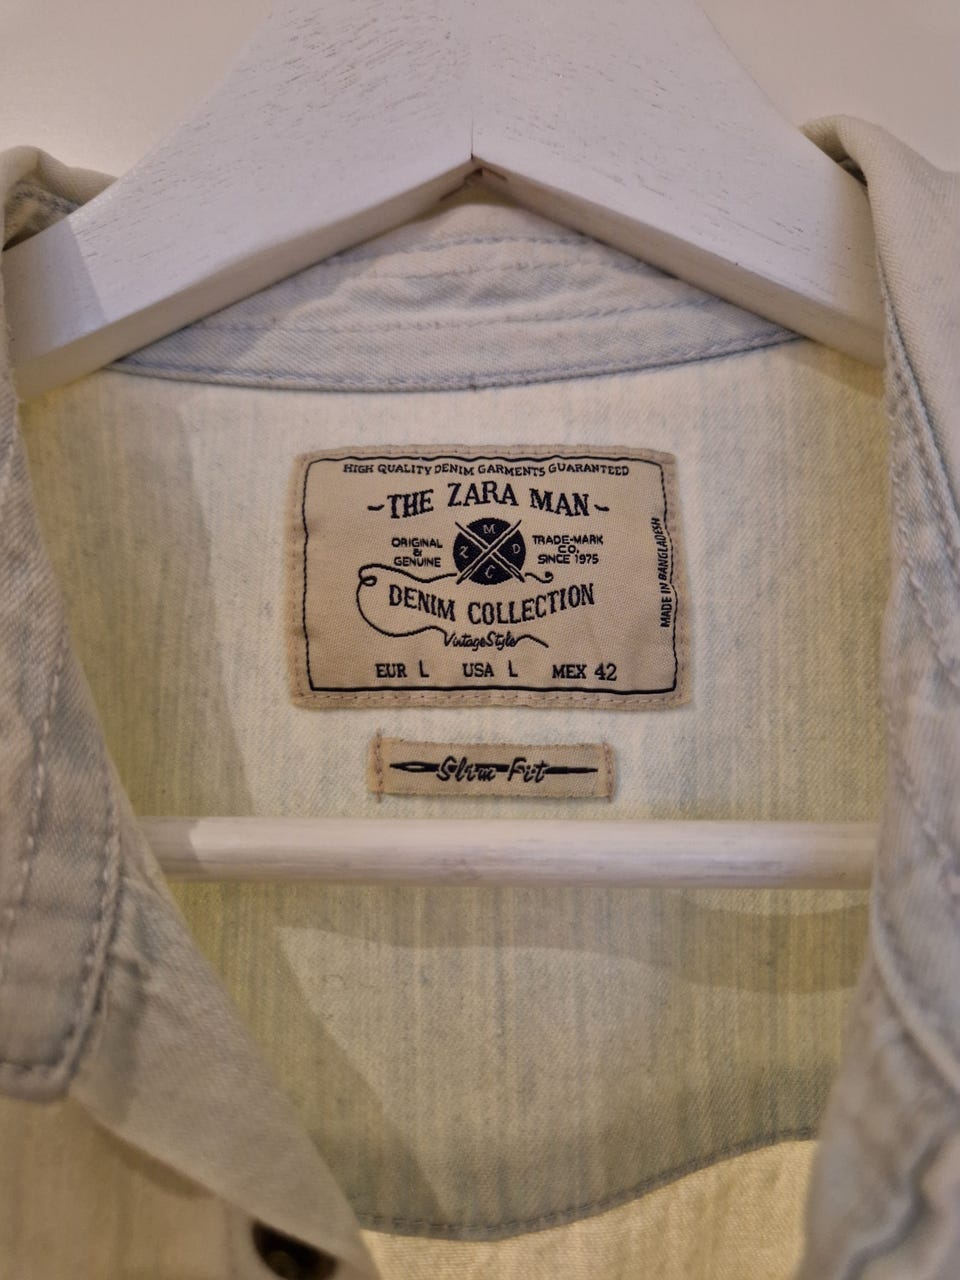 HIGH QUALITY DENIM GARMENTS GUARANTEED
-THE ZARA MAN-
ORIGINAL
&
GENUINE
M
Z D
C
TRADE-MARK
CO.
SINCE 1975
DENIM COLLECTION
Vintage Style
EUR L USA L MEX 42
MADE IN BANGLADESH
Slim Fit